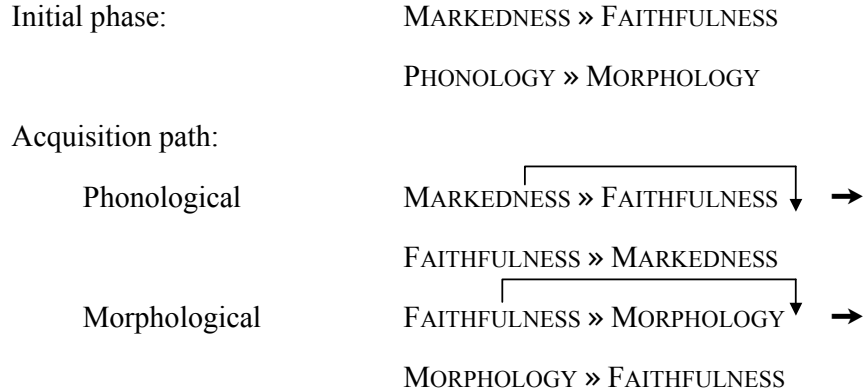 Initial phase: MARKEDNESS » FAITHFULNESS
PHONOLOGY » MORPHOLOGY
Acquisition path:
Phonological MARKEDNESS » FAITHFULNESS ➞
FAITHFULNESS » MARKEDNESS
Morphological FAITHFULNESS » MORPHOLOGY ➞
MORPHOLOGY » FAITHFULNESS